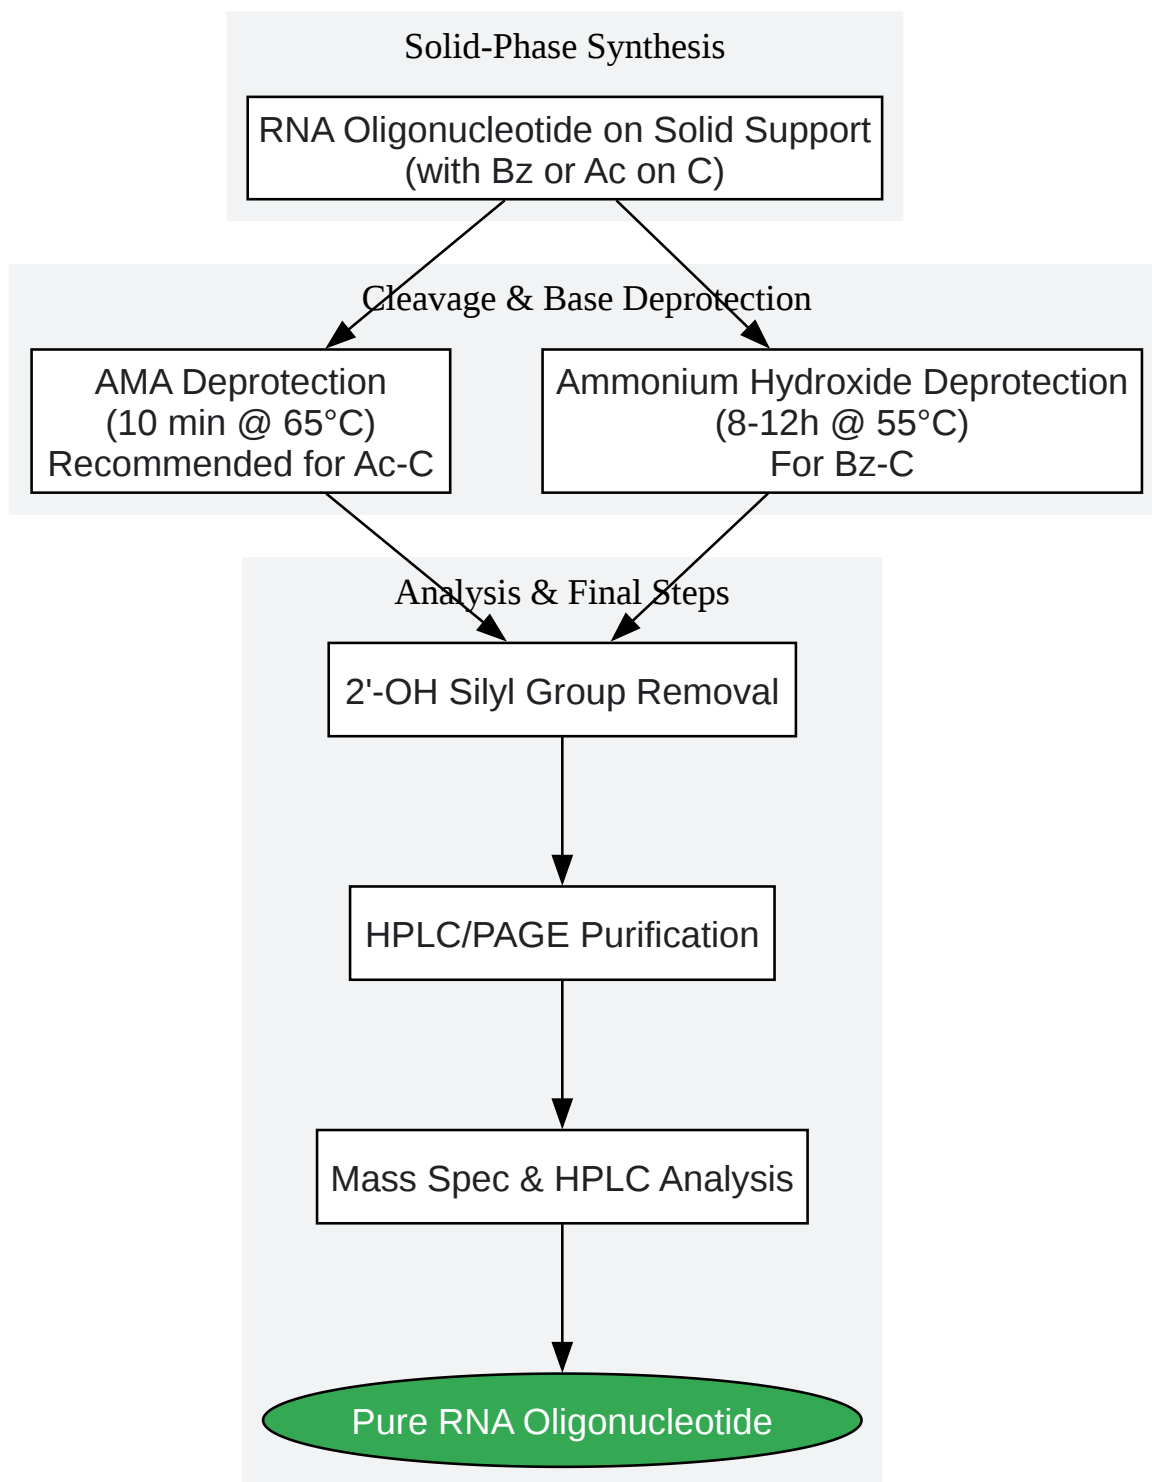 Solid-Phase Synthesis
RNA Oligonucleotide on Solid Support
(with Bz or Ac on C)
Cleavage & Base Deprotection
AMA Deprotection
(10 min @ 65°C)
Recommended for Ac-C
Ammonium Hydroxide Deprotection
(8-12h @ 55°C)
For Bz-C
Analysis & Final Steps
2'-OH Silyl Group Removal
HPLC/PAGE Purification
Mass Spec & HPLC Analysis
Pure RNA Oligonucleotide